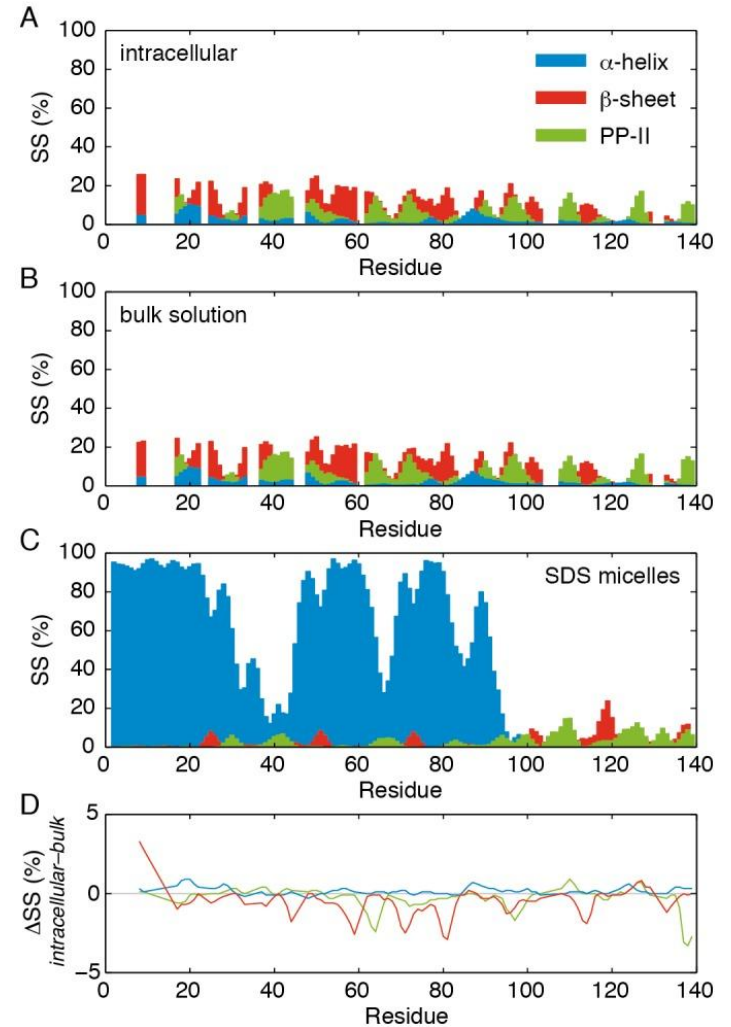 A
100
80
60
40
20
0
SS (%)
intracellular
α-helix
β-sheet
PP-II
0 20 40 60 80 100 120 140
Residue
B
100
80
60
40
20
0
SS (%)
bulk solution
0 20 40 60 80 100 120 140
Residue
C
100
80
60
40
20
0
SS (%)
SDS micelles
0 20 40 60 80 100 120 140
Residue
D
5
0
−5
ΔSS (%)
intracellular–bulk
0 20 40 60 80 100 120 140
Residue